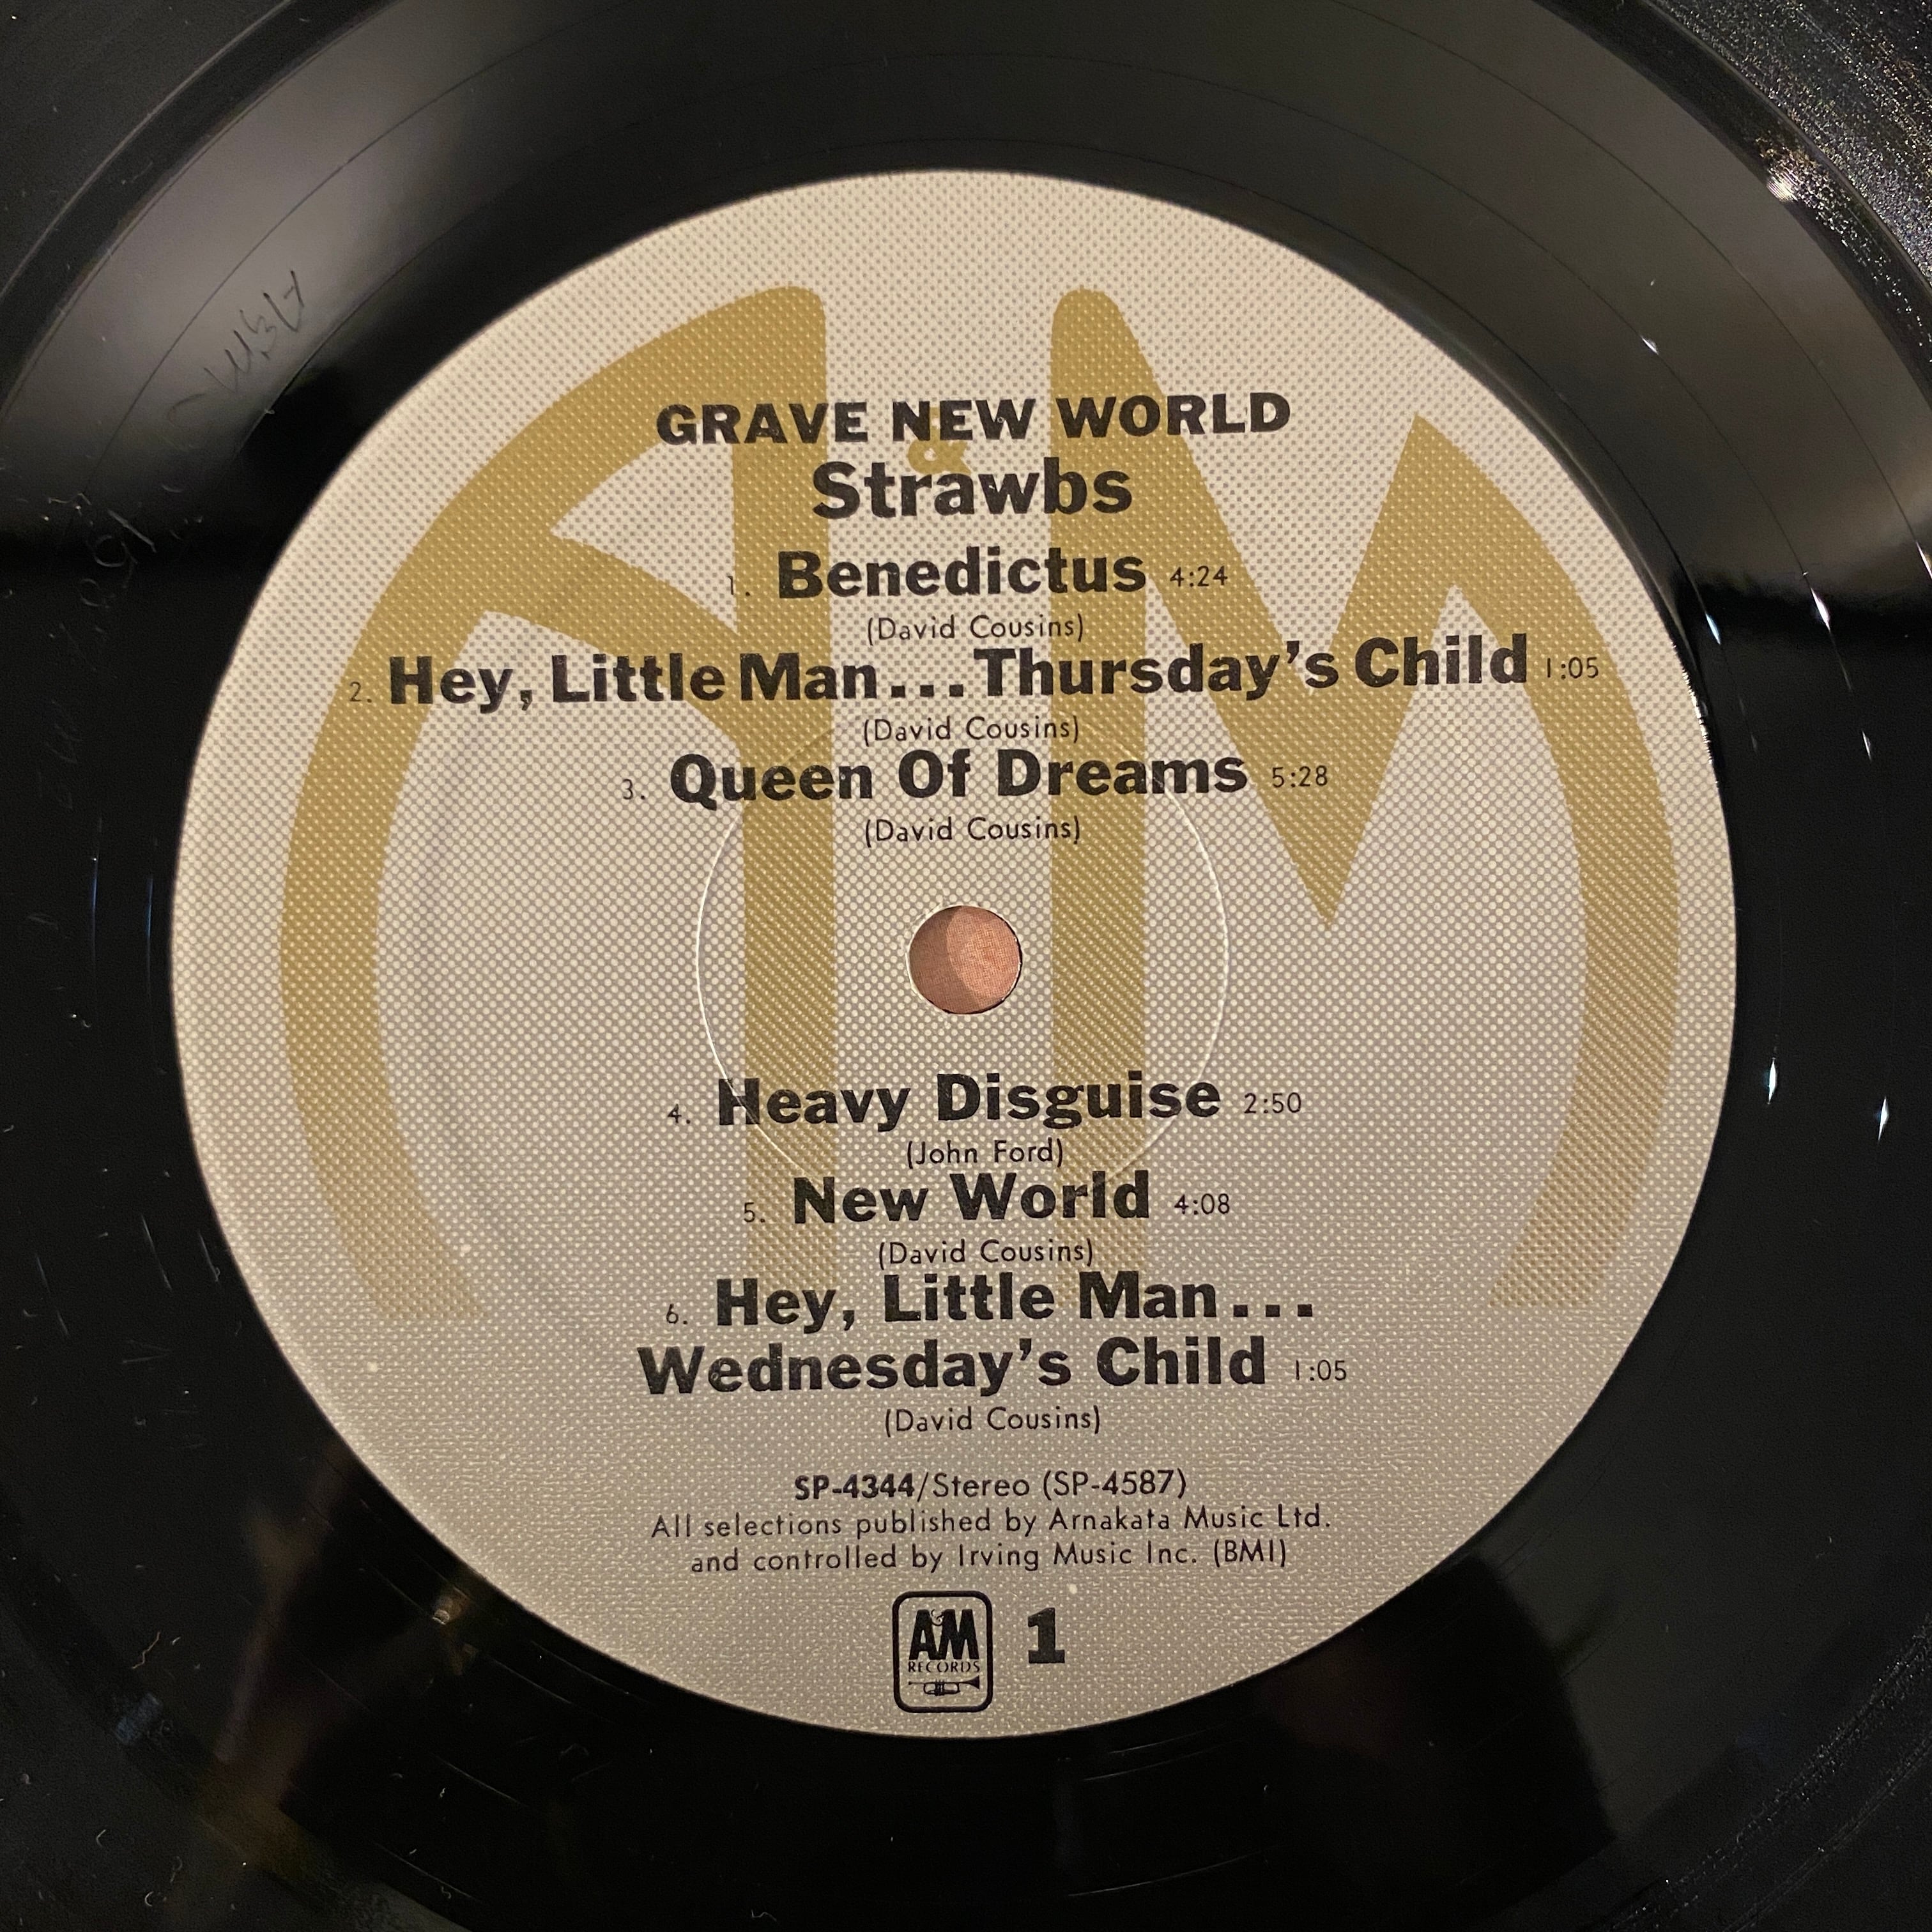 GRAVE NEW WORLD
Strawbs
1. Benedictus 4:24
(David Cousins)
2. Hey, Little Man...Thursday's Child 1:05
(David Cousins)
3. Queen Of Dreams 5:28
(David Cousins)
4. Heavy Disguise 2:50
(John Ford)
5. New World 4:08
(David Cousins)
6. Hey, Little Man...
Wednesday's Child 1:05
(David Cousins)
SP-4344/Stereo (SP-4587)
All selections published by Arnakata Music Ltd.
and controlled by Irving Music Inc. (BMI)
A&M 1
RECORDS